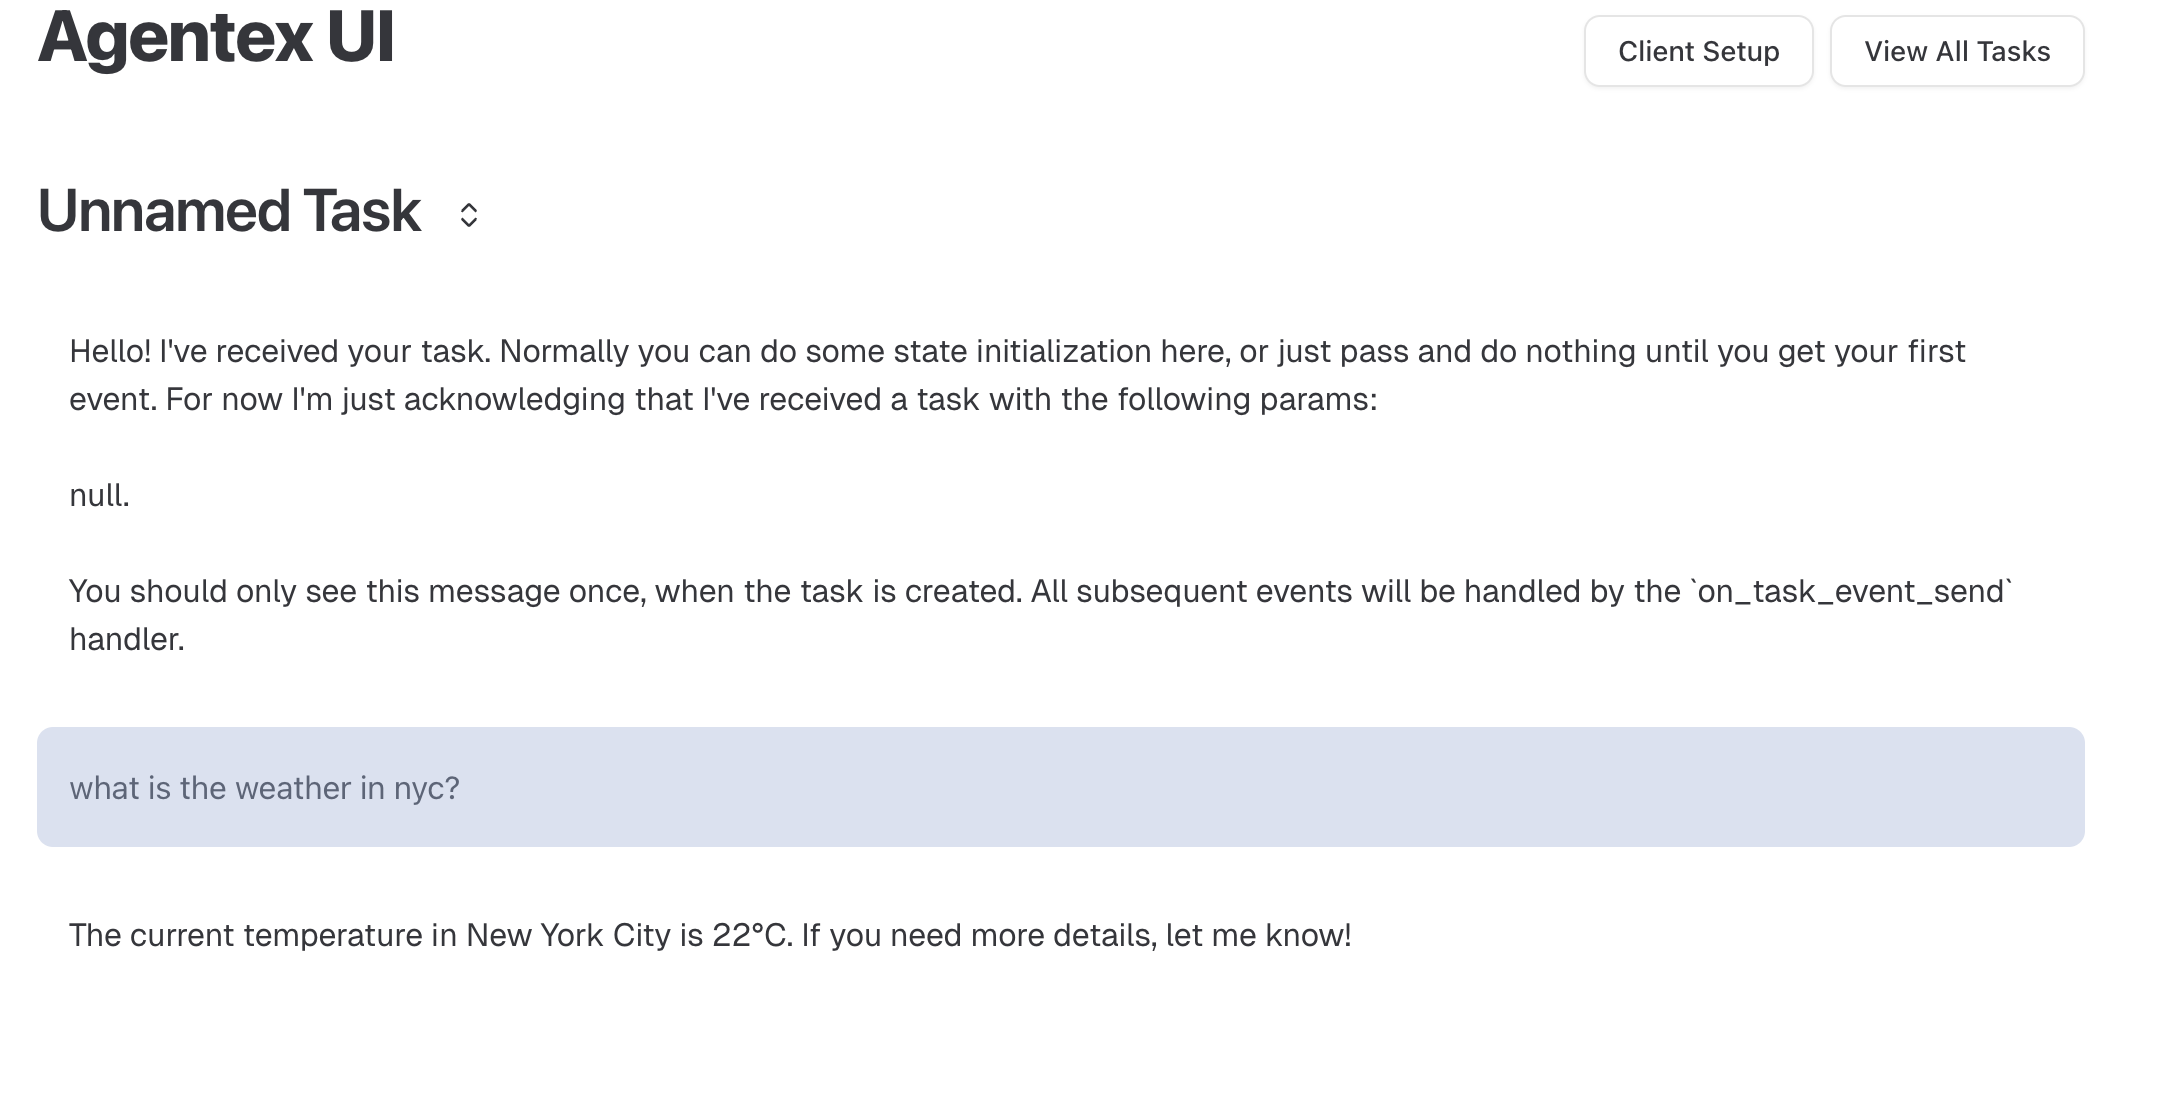 Agentex UI
Client Setup
View All Tasks
Unnamed Task
Hello! I've received your task. Normally you can do some state initialization here, or just pass and do nothing until you get your first
event. For now I'm just acknowledging that I've received a task with the following params:
null.
You should only see this message once, when the task is created. All subsequent events will be handled by the `on_task_event_send`
handler.
what is the weather in nyc?
The current temperature in New York City is 22°C. If you need more details, let me know!